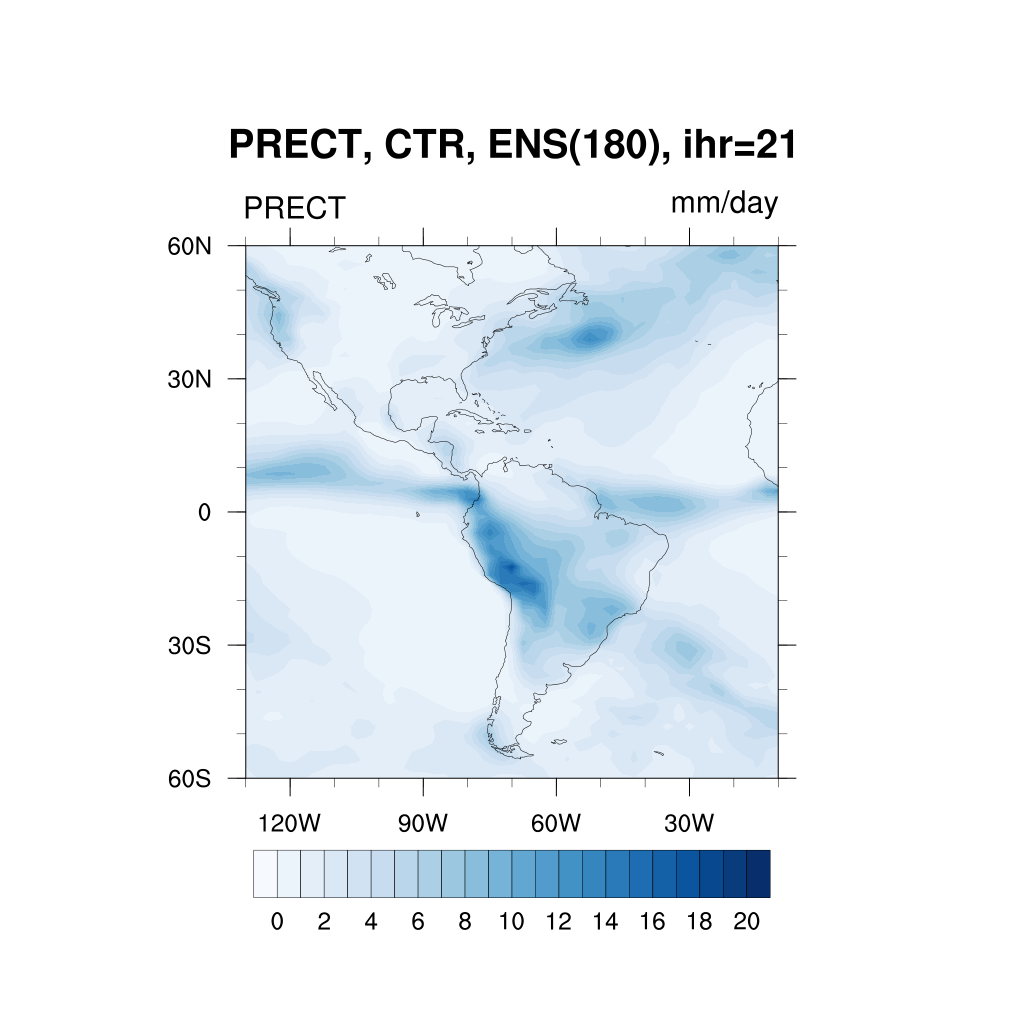 PRECT, CTR, ENS(180), ihr=21
PRECT mm/day
60N
30N
0
30S
60S
120W 90W 60W 30W
0 2 4 6 8 10 12 14 16 18 20